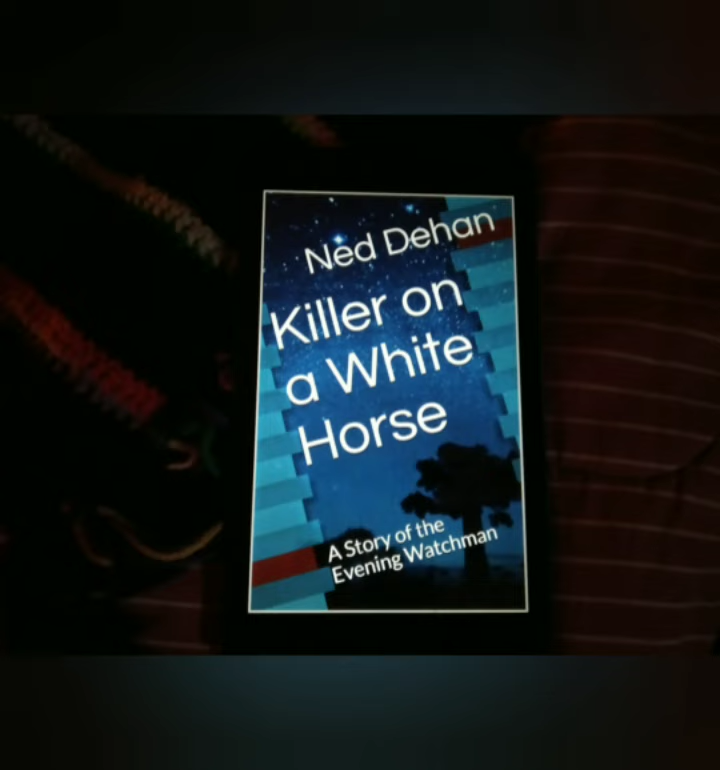 Ned Dehan
Killer on
a White
Horse
A Story of the
Evening Watchman